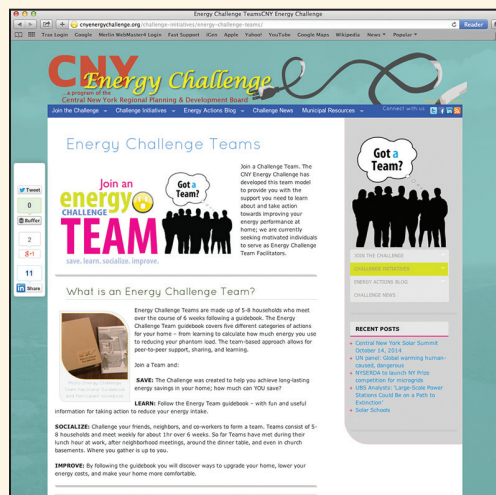 Energy Challenge TeamsCNY Energy Challenge
cnyenergychallenge.org/challenge-initiatives/energy-challenge-teams/
Reader
Trax Login Google Merlin WebMaster4 Login Fast Support iGen Apple Yahoo! YouTube Google Maps Wikipedia News Popular
CNY
Energy Challenge
...a program of the
Central New York Regional Planning & Development Board
Join the Challenge Challenge Initiatives Energy Actions Blog Challenge News Municipal Resources Connect with us
Energy Challenge Teams
Join an
energy
CHALLENGE
TEAM
save. learn. socialize. improve.
Got a
Team?
Join a Challenge Team. The
CNY Energy Challenge has
developed this team model
to provide you with the
support you need to learn
about and take action
towards improving your
energy performance at
home; we are currently
seeking motivated individuals
to serve as Energy Challenge
Team Facilitators.
Got a
Team?
JOIN THE CHALLENGE
CHALLENGE INITIATIVES
ENERGY ACTIONS BLOG
CHALLENGE NEWS
Tweet
0
Buffer
2
g+1
11
in Share
What is an Energy Challenge Team?
Energy Challenge Teams are made up of 5-8 households who meet
over the course of 6 weeks following a guidebook. The Energy
Challenge Team guidebook covers five different categories of actions
for your home – from learning to calculate how much energy you use
to reducing your phantom load. The team-based approach allows for
peer-to-peer support, sharing, and learning.
Join a Team and:
SAVE: The Challenge was created to help you achieve long-lasting
energy savings in your home; how much can YOU save?
LEARN: Follow the Energy Team guidebook – with fun and useful
information for taking action to reduce your energy intake.
SOCIALIZE: Challenge your friends, neighbors, and co-workers to form a team. Teams consist of 5-
8 households and meet weekly for about 1hr over 6 weeks. So far Teams have met during their
lunch hour at work, after neighborhood meetings, around the dinner table, and even in church
basements. Where you gather is up to you.
IMPROVE: By following the guidebook you will discover ways to upgrade your home, lower your
energy costs, and make your home more comfortable.
RECENT POSTS
Central New York Solar Summit
October 14, 2014
UN panel: Global warming human-
caused, dangerous
NYSERDA to launch NY Prize
competition for microgrids
UBS Analysts: ‘Large-Scale Power
Stations Could Be on a Path to
Extinction’
Solar Schools